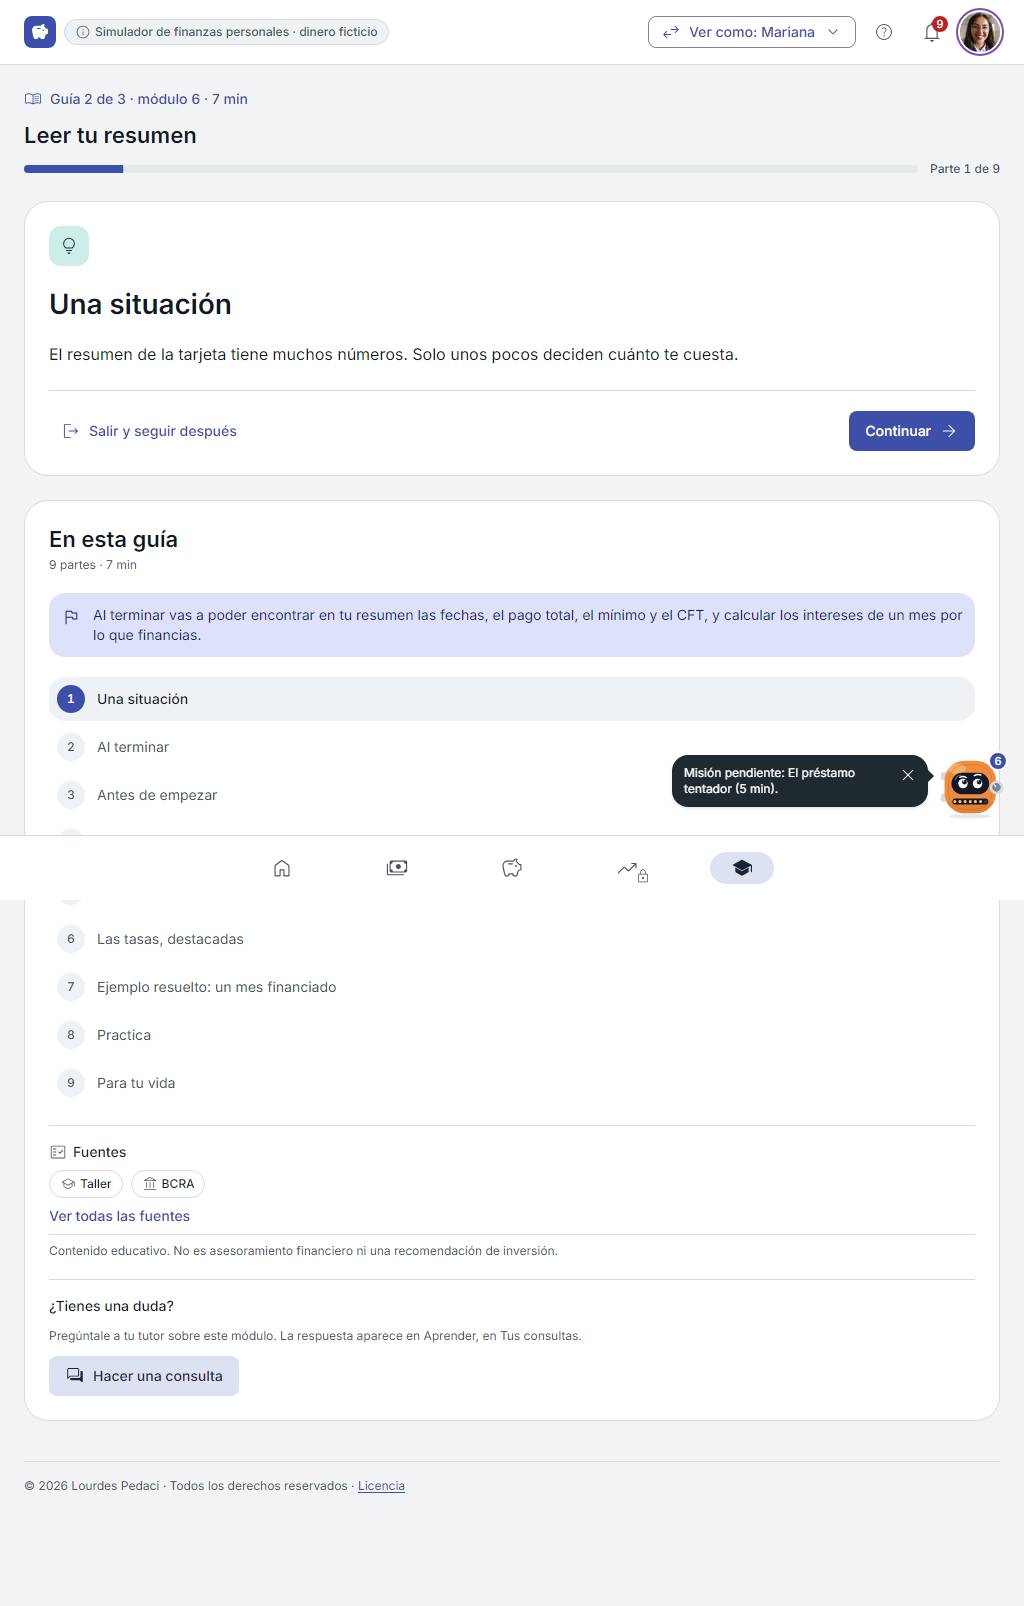 Simulador de finanzas personales · dinero ficticio
Ver como: Mariana
9
Guía 2 de 3 · módulo 6 · 7 min
Leer tu resumen
Parte 1 de 9
Una situación
El resumen de la tarjeta tiene muchos números. Solo unos pocos deciden cuánto te cuesta.
Salir y seguir después
Continuar
En esta guía
9 partes · 7 min
Al terminar vas a poder encontrar en tu resumen las fechas, el pago total, el mínimo y el CFT, y calcular los intereses de un mes por
lo que financias.
1 Una situación
2 Al terminar
3 Antes de empezar
Misión pendiente: El préstamo
tentador (5 min).
6
6 Las tasas, destacadas
7 Ejemplo resuelto: un mes financiado
8 Practica
9 Para tu vida
Fuentes
Taller
BCRA
Ver todas las fuentes
Contenido educativo. No es asesoramiento financiero ni una recomendación de inversión.
¿Tienes una duda?
Pregúntale a tu tutor sobre este módulo. La respuesta aparece en Aprender, en Tus consultas.
Hacer una consulta
© 2026 Lourdes Pedaci · Todos los derechos reservados · Licencia